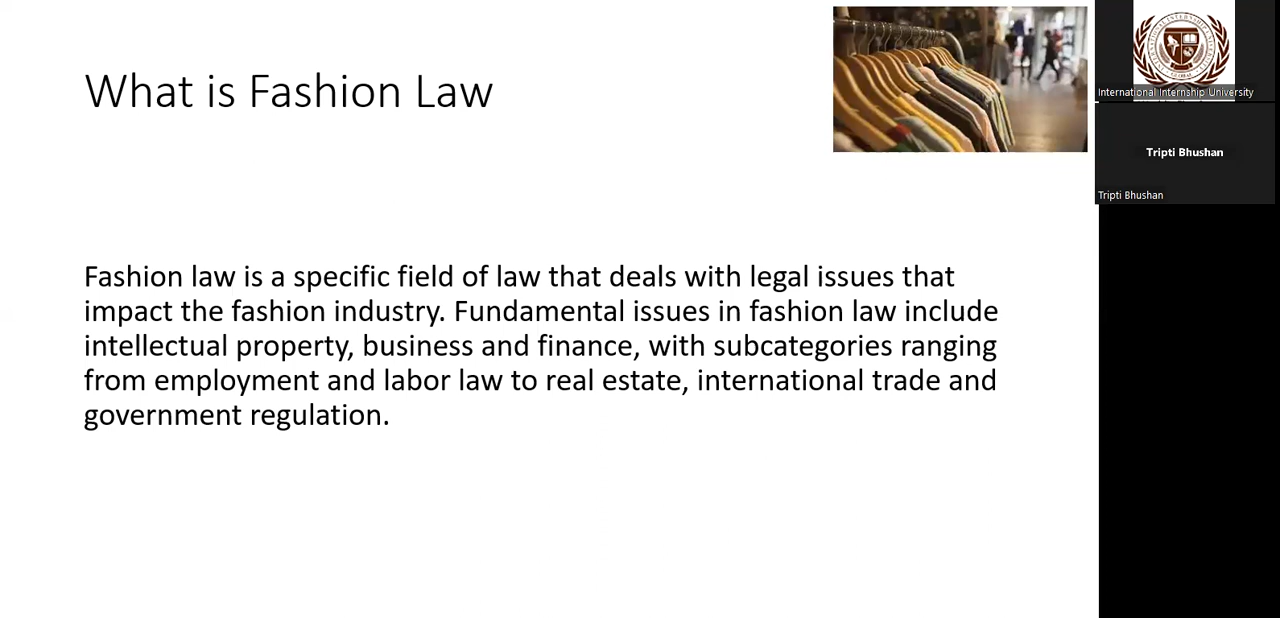 What is Fashion Law
Fashion law is a specific field of law that deals with legal issues that
impact the fashion industry. Fundamental issues in fashion law include
intellectual property, business and finance, with subcategories ranging
from employment and labor law to real estate, international trade and
government regulation.
International Internship University
Tripti Bhushan
Tripti Bhushan